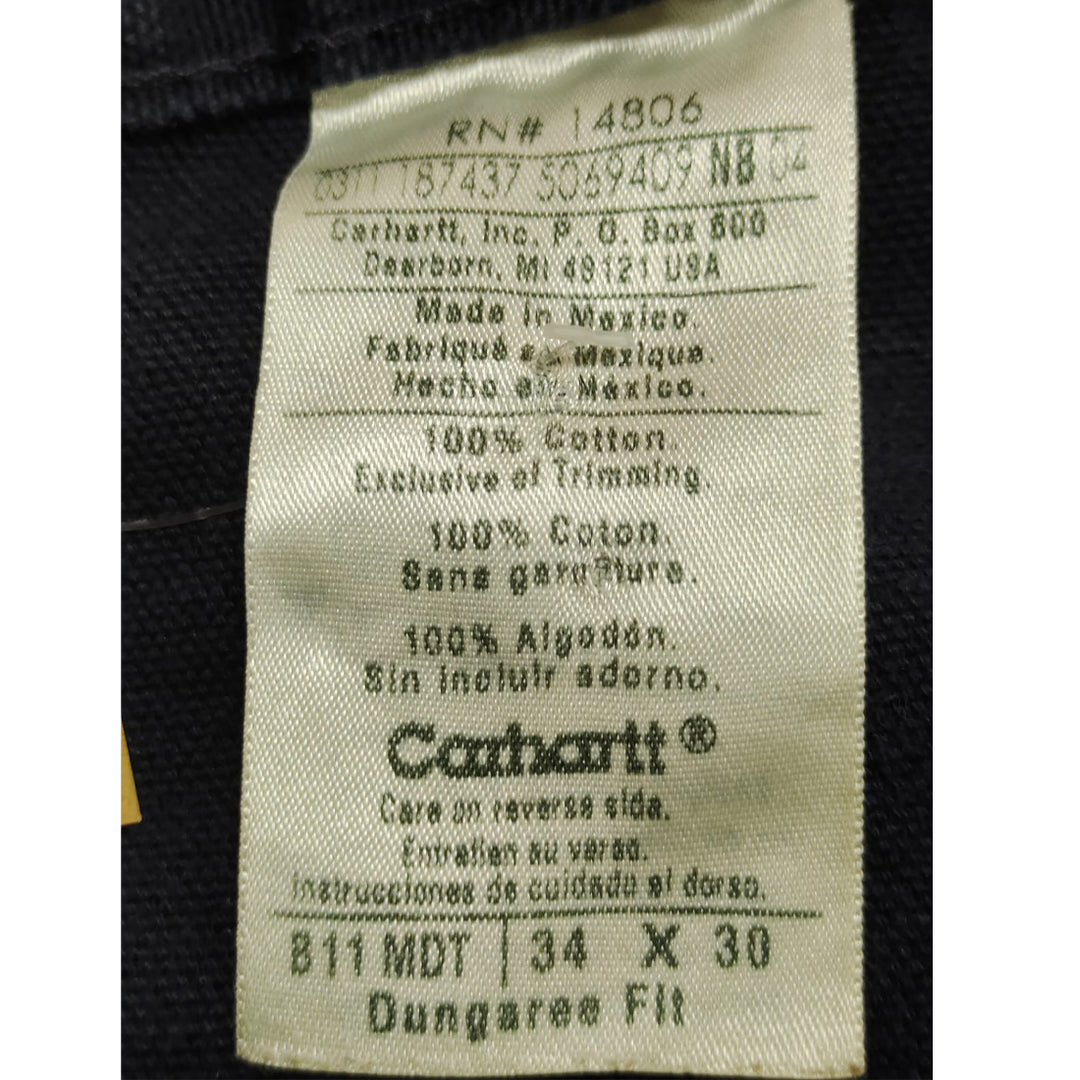 RN# 14806
0311 187437 5069409 NB 04
Carhartt, Inc. P. O. Box 600
Dearborn, MI 48121 USA
Made in Mexico.
Fabriqué au Mexique.
Hecho en México.
100% Cotton.
Exclusive of Trimming.
100% Coton.
Sans garniture.
100% Algodón.
Sin incluir adorno.
Carhartt®
Care on reverse side.
Entretien au verso.
Instrucciones de cuidado al dorso.
B11 MDT | 34 X 30
Dungaree Fit